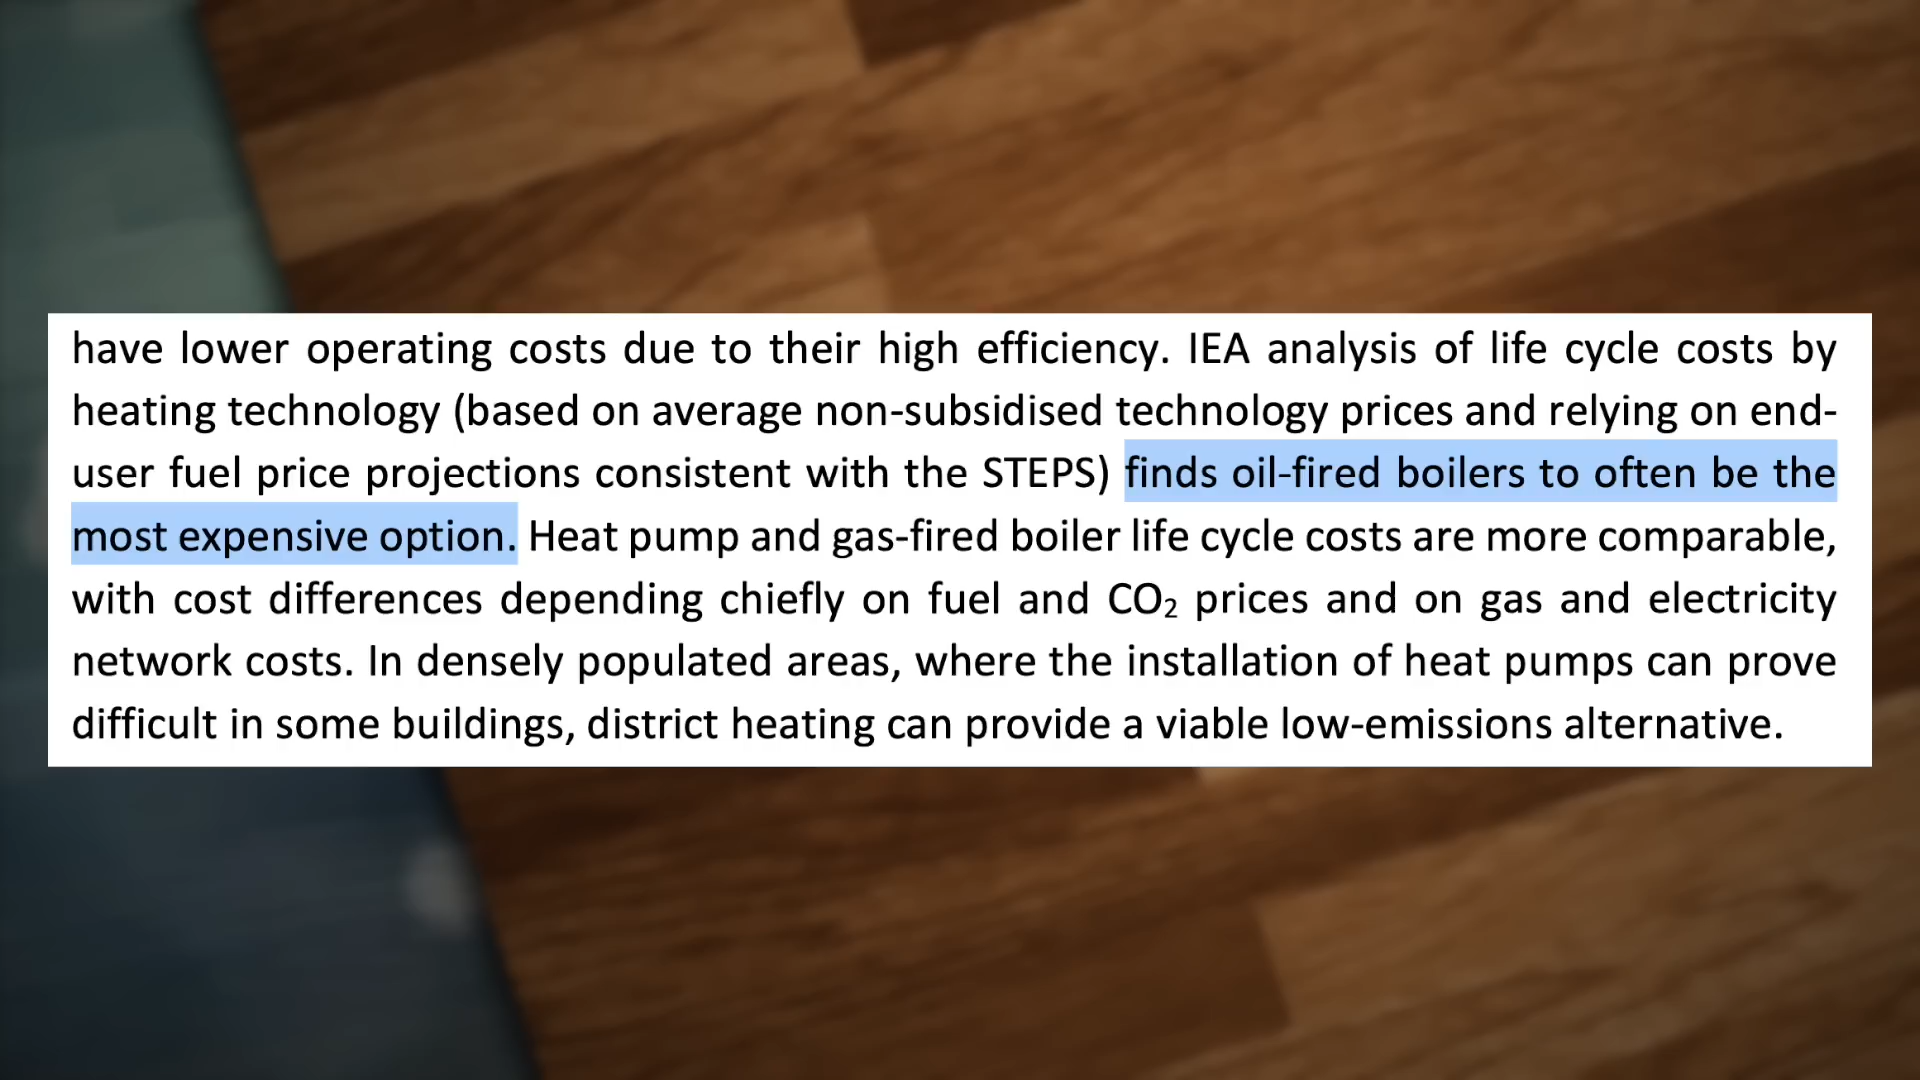 have lower operating costs due to their high efficiency. IEA analysis of life cycle costs by
heating technology (based on average non-subsidised technology prices and relying on end-
user fuel price projections consistent with the STEPS) finds oil-fired boilers to often be the
most expensive option. Heat pump and gas-fired boiler life cycle costs are more comparable,
with cost differences depending chiefly on fuel and CO₂ prices and on gas and electricity
network costs. In densely populated areas, where the installation of heat pumps can prove
difficult in some buildings, district heating can provide a viable low-emissions alternative.